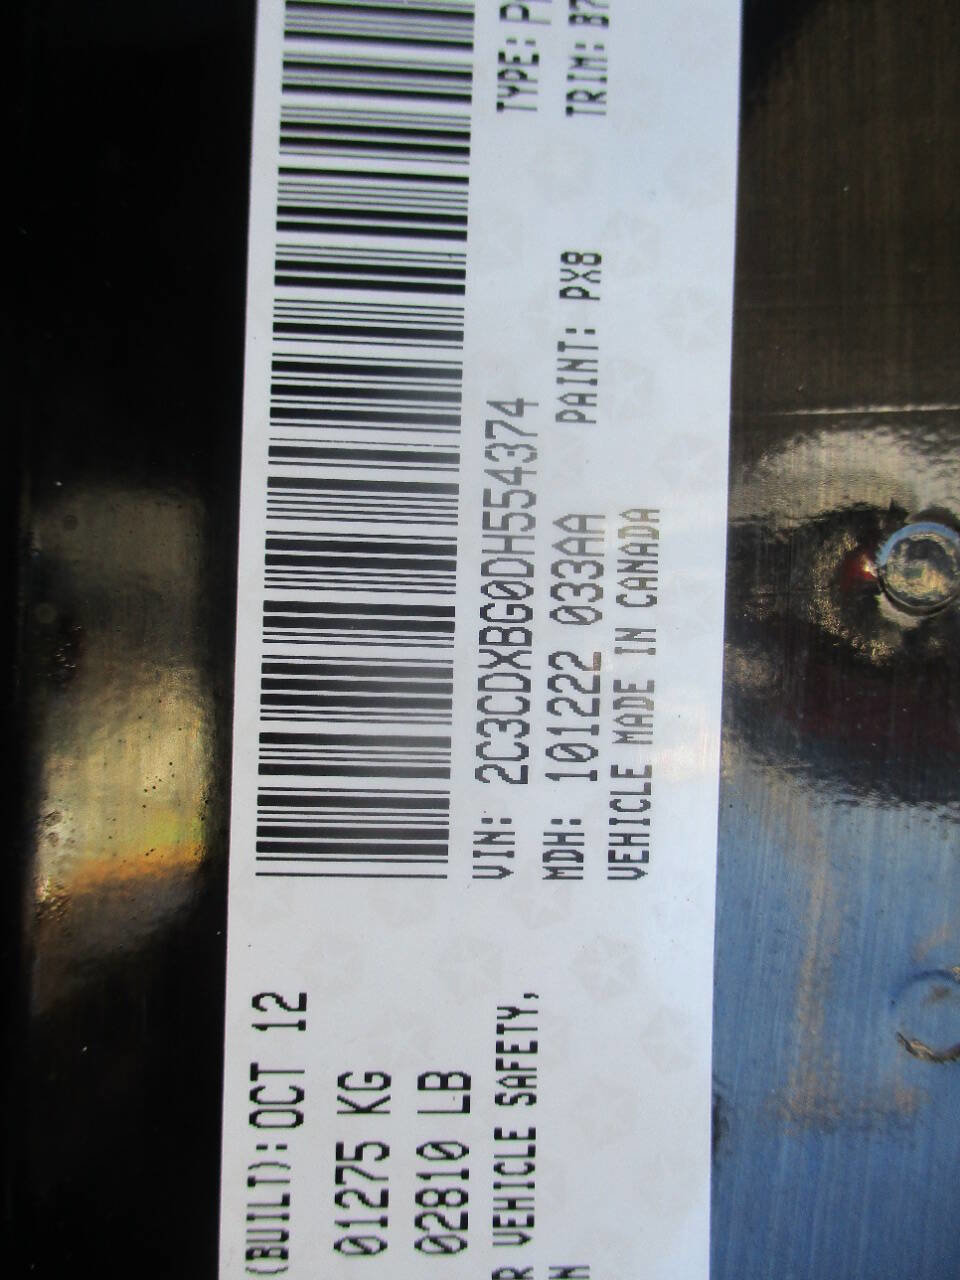 (BUILT): OCT 12
01275 KG
02810 LB
VEHICLE SAFETY,
VIN: 2C3CDXBG0DH554374
TYPE:
MDH: 101222 033AA PAINT: PX8
TRIM: B7
VEHICLE MADE IN CANADA